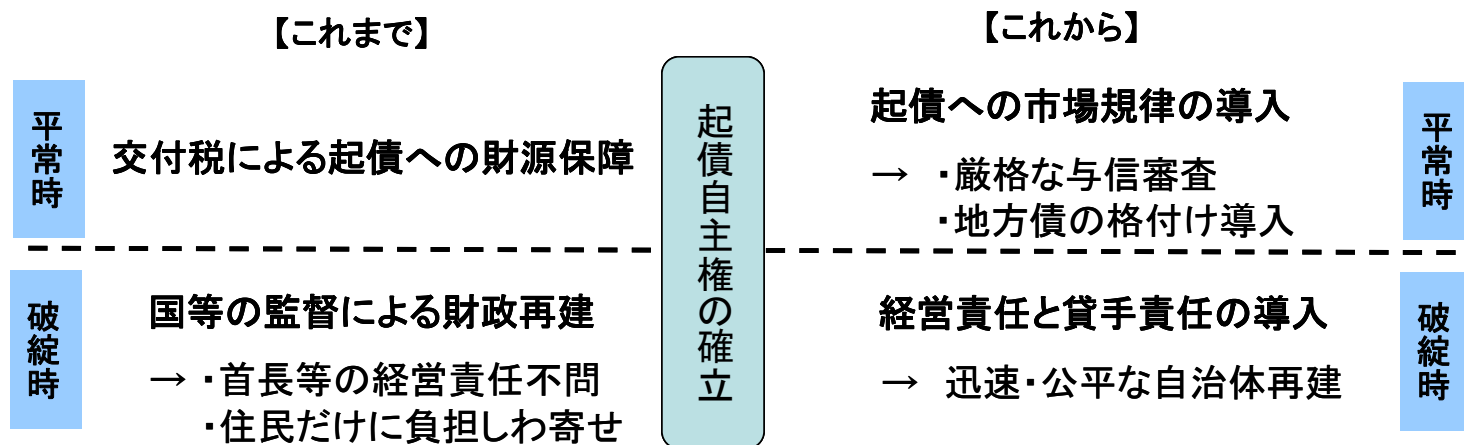 【これまで】
【これから】
平常時
交付税による起債への財源保障
起債自主権の確立
起債への市場規律の導入
→ ・厳格な与信審査
・地方債の格付け導入
平常時
破綻時
国等の監督による財政再建
→ ・首長等の経営責任不問
・住民だけに負担しわ寄せ
経営責任と貸手責任の導入
→ 迅速・公平な自治体再建
破綻時